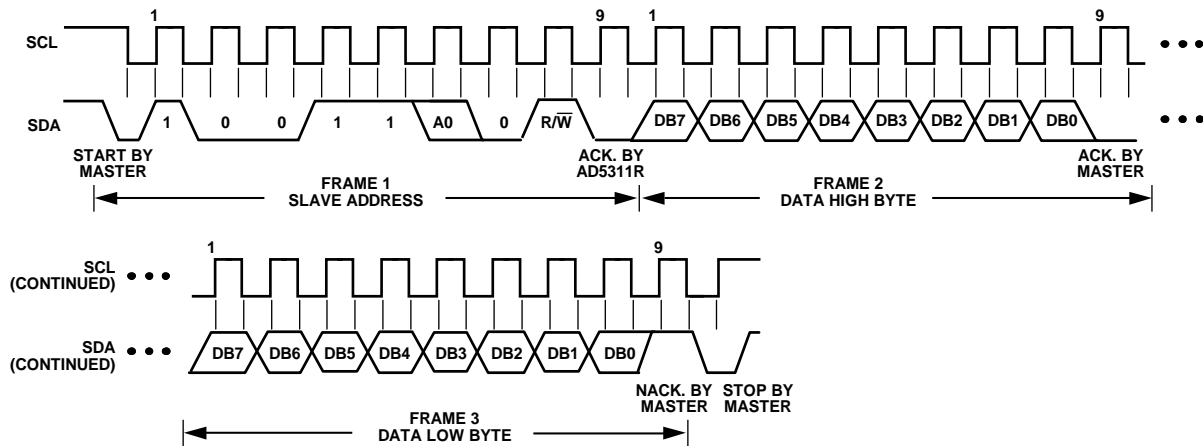 1 9 1 9
SCL
SDA
1 0 0 1 1 A0 0 R/W̅ DB7 DB6 DB5 DB4 DB3 DB2 DB1 DB0
START BY
MASTER
ACK. BY
AD5311R
ACK. BY
MASTER
FRAME 1
SLAVE ADDRESS
FRAME 2
DATA HIGH BYTE
1 9
SCL
(CONTINUED)
SDA
(CONTINUED)
DB7 DB6 DB5 DB4 DB3 DB2 DB1 DB0
NACK. BY
MASTER
STOP BY
MASTER
FRAME 3
DATA LOW BYTE